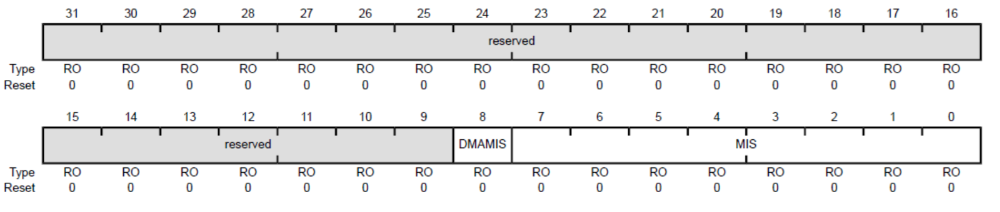 31 30 29 28 27 26 25 24 23 22 21 20 19 18 17 16
reserved
Type RO RO RO RO RO RO RO RO RO RO RO RO RO RO RO RO
Reset 0 0 0 0 0 0 0 0 0 0 0 0 0 0 0 0
15 14 13 12 11 10 9 8 7 6 5 4 3 2 1 0
reserved DMAMIS MIS
Type RO RO RO RO RO RO RO RO RO RO RO RO RO RO RO RO
Reset 0 0 0 0 0 0 0 0 0 0 0 0 0 0 0 0